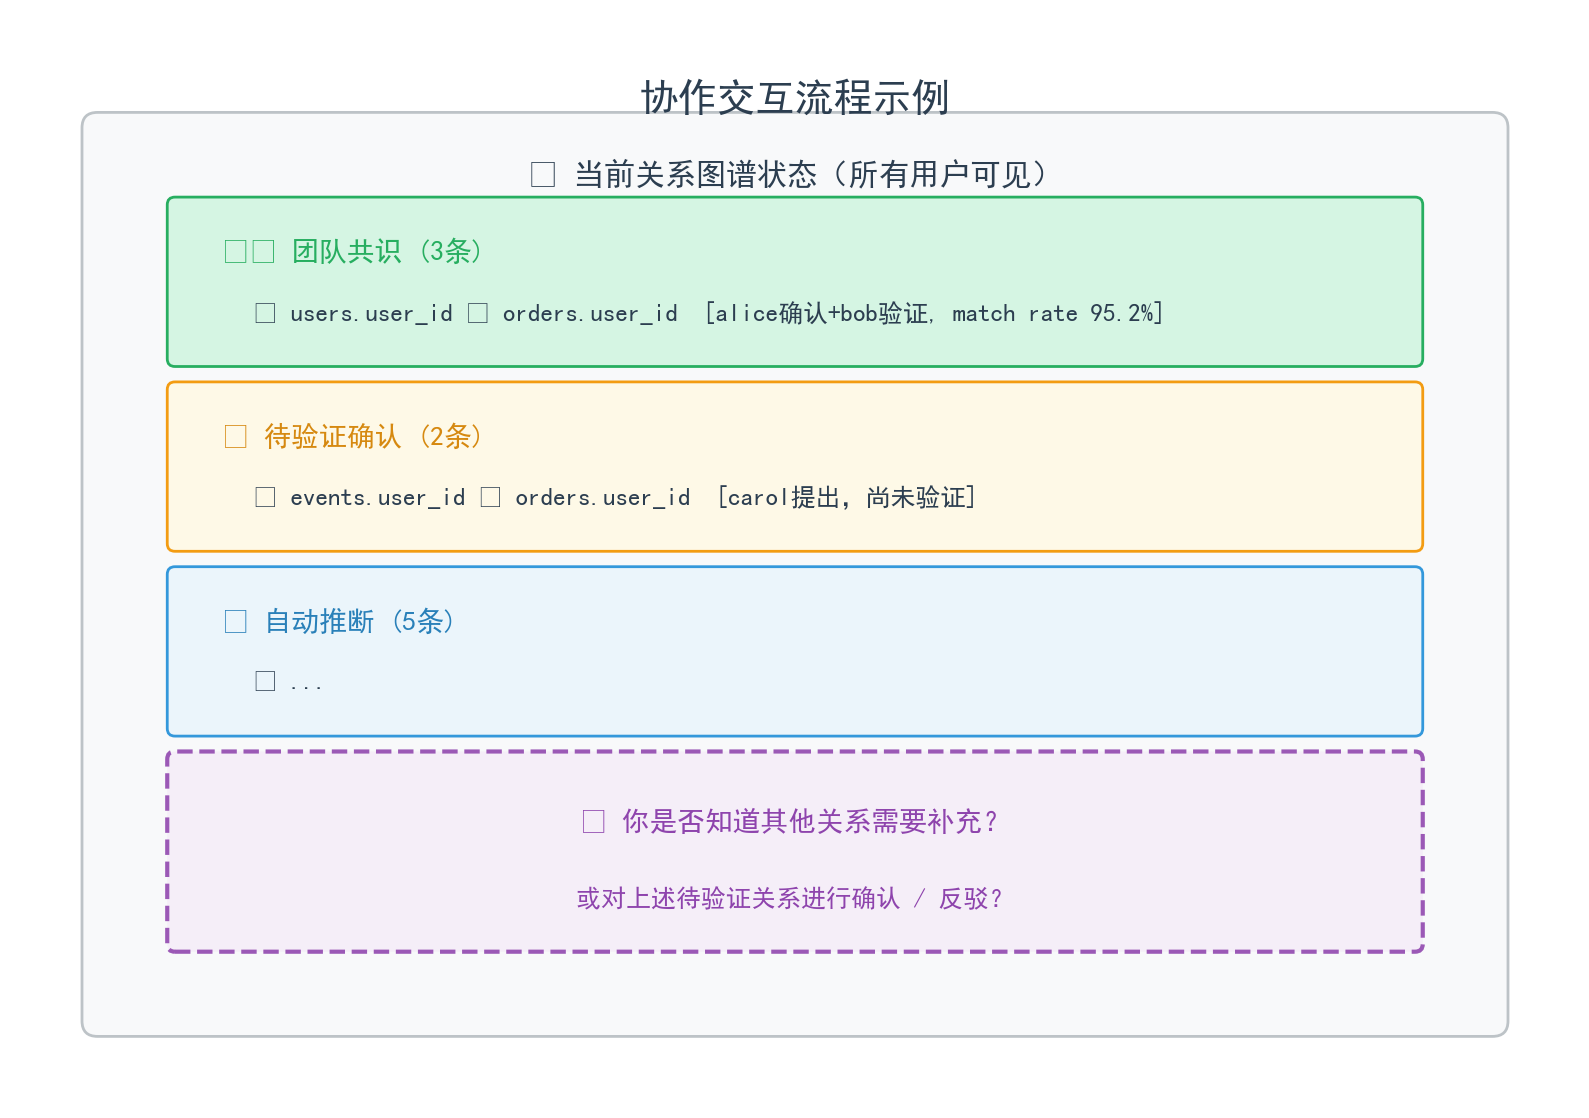 协作交互流程示例
□ 当前关系图谱状态（所有用户可见）
□□ 团队共识 (3条)
□ users.user_id □ orders.user_id [alice确认+bob验证, match rate 95.2%]
□ 待验证确认 (2条)
□ events.user_id □ orders.user_id [carol提出，尚未验证]
□ 自动推断 (5条)
□ ...
□ 你是否知道其他关系需要补充？
或对上述待验证关系进行确认 / 反驳？